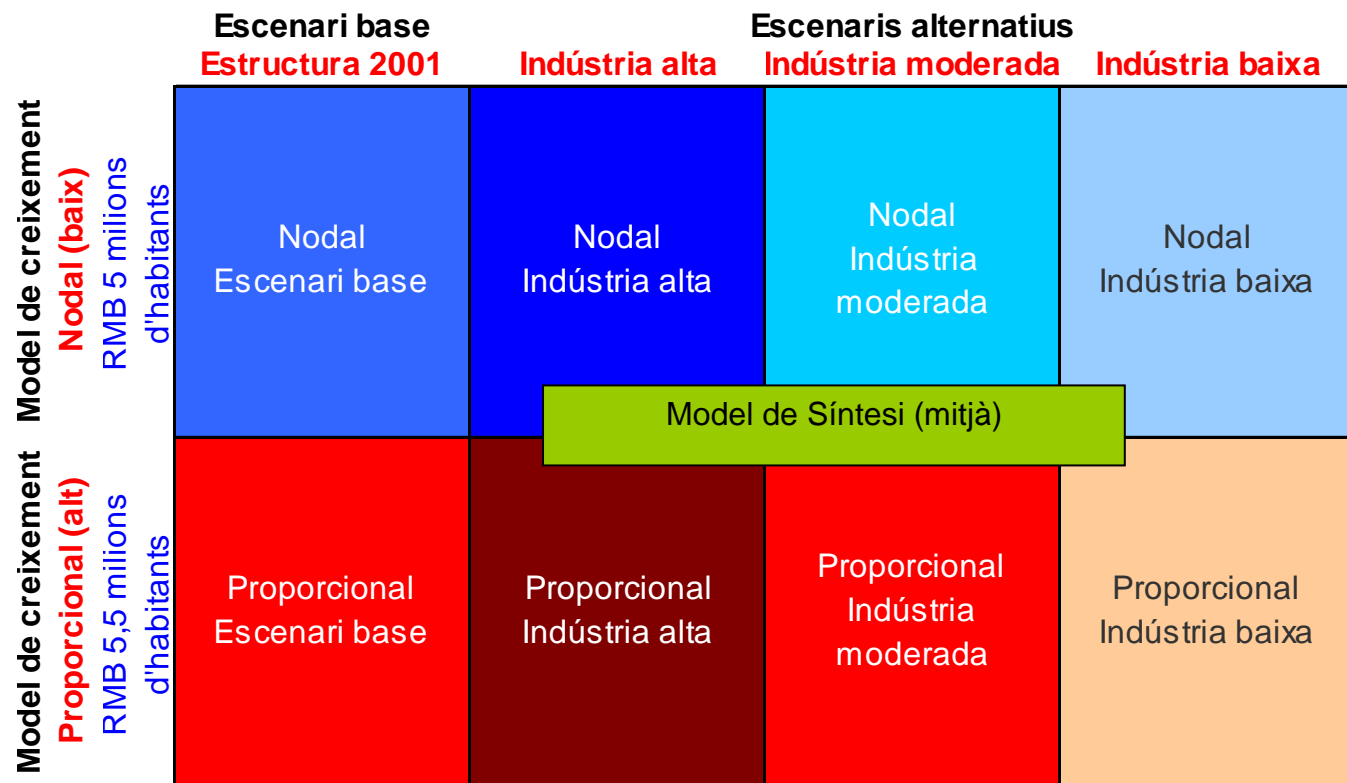 Escenari base
Escenaris alternatius
Estructura 2001
Indústria alta
Indústria moderada
Indústria baixa
Model de creixement
Nodal (baix)
RMB 5 milions
d'habitants
Nodal
Escenari base
Nodal
Indústria alta
Nodal
Indústria
moderada
Nodal
Indústria baixa
Model de Síntesi (mitjà)
Model de creixement
Proporcional (alt)
RMB 5,5 milions
d'habitants
Proporcional
Escenari base
Proporcional
Indústria alta
Proporcional
Indústria
moderada
Proporcional
Indústria baixa